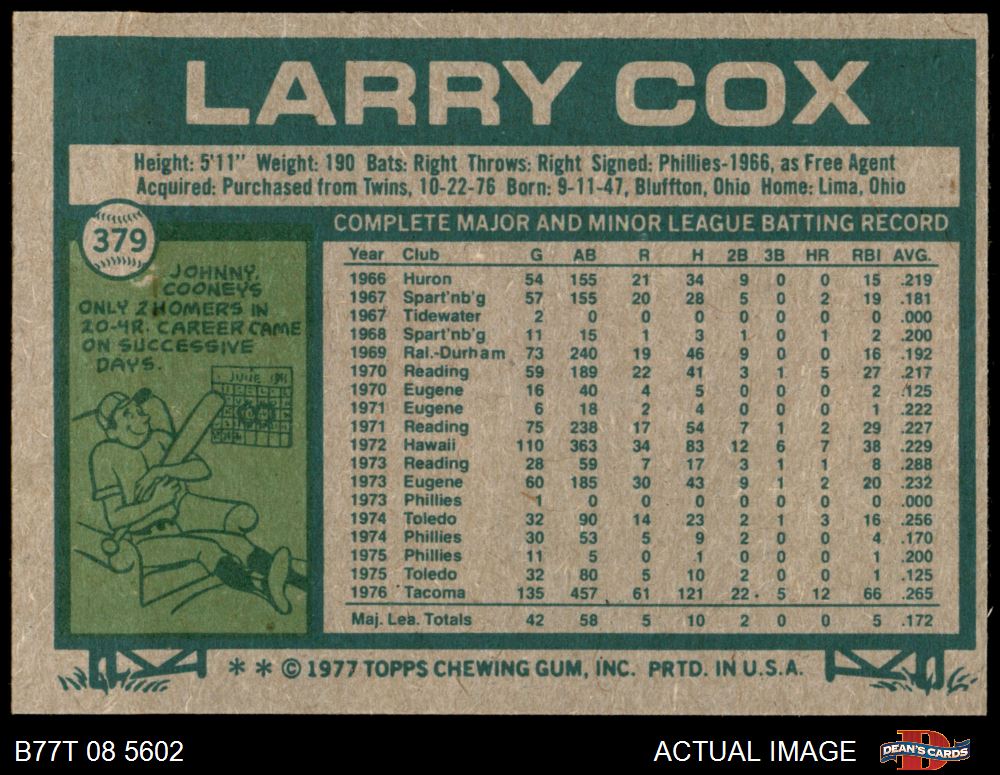 LARRY COX
Height: 5'11" Weight: 190 Bats: Right Throws: Right Signed: Phillies-1966, as Free Agent
Acquired: Purchased from Twins, 10-22-76 Born: 9-11-47, Bluffton, Ohio Home: Lima, Ohio
379
JOHNNY
COONEY'S
ONLY 2 HOMERS IN
20-YR. CAREER CAME
ON SUCCESSIVE
DAYS.
JUNE
COMPLETE MAJOR AND MINOR LEAGUE BATTING RECORD
Year Club G AB R H 2B 3B HR RBI AVG.
1966 Huron 54 155 21 34 9 0 0 15 .219
1967 Spart'nb'g 57 155 20 28 5 0 2 19 .181
1967 Tidewater 2 0 0 0 0 0 0 0 .000
1968 Spart'nb'g 11 15 1 3 1 0 1 2 .200
1969 Ral.-Durham 73 240 19 46 9 0 0 16 .192
1970 Reading 59 189 22 41 3 1 5 27 .217
1970 Eugene 16 40 4 5 0 0 0 2 .125
1971 Eugene 6 18 2 4 0 0 0 1 .222
1971 Reading 75 238 17 54 7 1 2 29 .227
1972 Hawaii 110 363 34 83 12 6 7 38 .229
1973 Reading 28 59 7 17 3 1 1 8 .288
1973 Eugene 60 185 30 43 9 1 2 20 .232
1973 Phillies 1 0 0 0 0 0 0 0 .000
1974 Toledo 32 90 14 23 2 1 3 16 .256
1974 Phillies 30 53 5 9 2 0 0 4 .170
1975 Phillies 11 5 0 1 0 0 0 1 .200
1975 Toledo 32 80 5 10 2 0 0 1 .125
1976 Tacoma 135 457 61 121 22 5 12 66 .265
Maj. Lea. Totals 42 58 5 10 2 0 0 5 .172
* * © 1977 TOPPS CHEWING GUM, INC. PRTD. IN U.S.A.
B77T 08 5602
ACTUAL IMAGE
D
DEAN'S CARDS